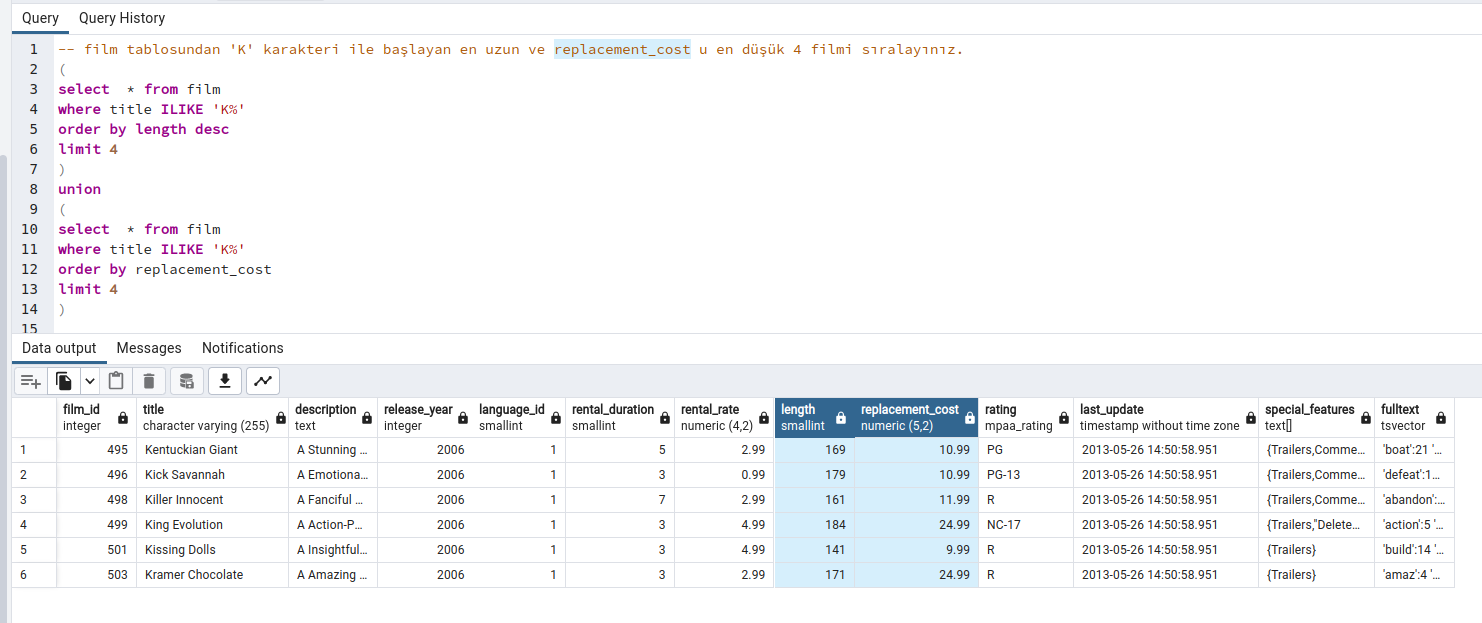 Query Query History
1 -- film tablosundan 'K' karakteri ile başlayan en uzun ve replacement_cost u en düşük 4 filmi sıralayınız.
2 (
3 select  * from film
4 where title ILIKE 'K%'
5 order by length desc
6 limit 4
7 )
8 union
9 (
10 select  * from film
11 where title ILIKE 'K%'
12 order by replacement_cost
13 limit 4
14 )
15
Data output Messages Notifications
film_id title description release_year language_id rental_duration rental_rate length replacement_cost rating last_update special_features fulltext
integer character varying (255) text integer smallint smallint numeric (4,2) smallint numeric (5,2) mpaa_rating timestamp without time zone text[] tsvector
1 495 Kentuckian Giant A Stunning ... 2006 1 5 2.99 169 10.99 PG 2013-05-26 14:50:58.951 {Trailers,Comme... 'boat':21 '...
2 496 Kick Savannah A Emotiona... 2006 1 3 0.99 179 10.99 PG-13 2013-05-26 14:50:58.951 {Trailers,Comme... 'defeat':1...
3 498 Killer Innocent A Fanciful ... 2006 1 7 2.99 161 11.99 R 2013-05-26 14:50:58.951 {Trailers,Comme... 'abandon':...
4 499 King Evolution A Action-P... 2006 1 3 4.99 184 24.99 NC-17 2013-05-26 14:50:58.951 {Trailers,"Delete... 'action':5 '...
5 501 Kissing Dolls A Insightful... 2006 1 3 4.99 141 9.99 R 2013-05-26 14:50:58.951 {Trailers} 'build':14 '...
6 503 Kramer Chocolate A Amazing ... 2006 1 3 2.99 171 24.99 R 2013-05-26 14:50:58.951 {Trailers} 'amaz':4 '...